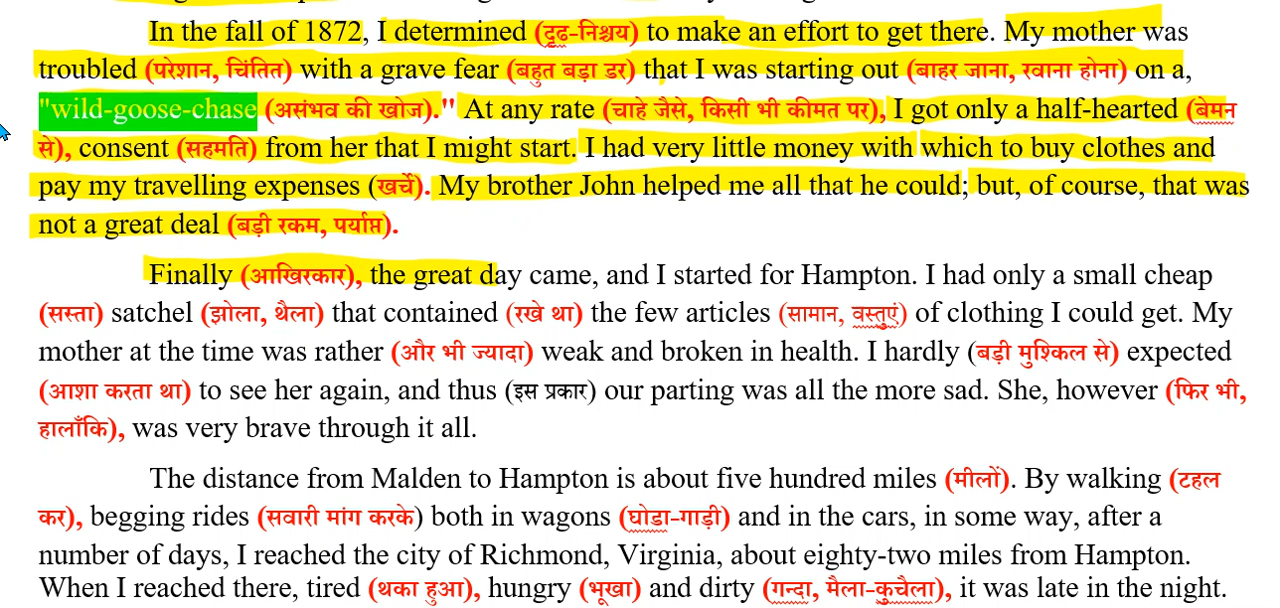 In the fall of 1872, I determined (दृढ-निश्चय) to make an effort to get there. My mother was
troubled (परेशान, चिंतित) with a grave fear (बहुत बड़ा डर) that I was starting out (बाहर जाना, रवाना होना) on a,
"wild-goose-chase (असंभव की खोज)." At any rate (चाहे जैसे, किसी भी कीमत पर), I got only a half-hearted (बेमन
से), consent (सहमति) from her that I might start. I had very little money with which to buy clothes and
pay my travelling expenses (खर्चे). My brother John helped me all that he could; but, of course, that was
not a great deal (बड़ी रकम, पर्याप्त).
Finally (आखिरकार), the great day came, and I started for Hampton. I had only a small cheap
(सस्ता) satchel (झोला, थैला) that contained (रखे था) the few articles (सामान, वस्तुएं) of clothing I could get. My
mother at the time was rather (और भी ज्यादा) weak and broken in health. I hardly (बड़ी मुश्किल से) expected
(आशा करता था) to see her again, and thus (इस प्रकार) our parting was all the more sad. She, however (फिर भी,
हालाँकि), was very brave through it all.
The distance from Malden to Hampton is about five hundred miles (मीलों). By walking (टहल
कर), begging rides (सवारी मांग करके) both in wagons (घोडा-गाड़ी) and in the cars, in some way, after a
number of days, I reached the city of Richmond, Virginia, about eighty-two miles from Hampton.
When I reached there, tired (थका हुआ), hungry (भूखा) and dirty (गन्दा, मैला-कुचैला), it was late in the night.